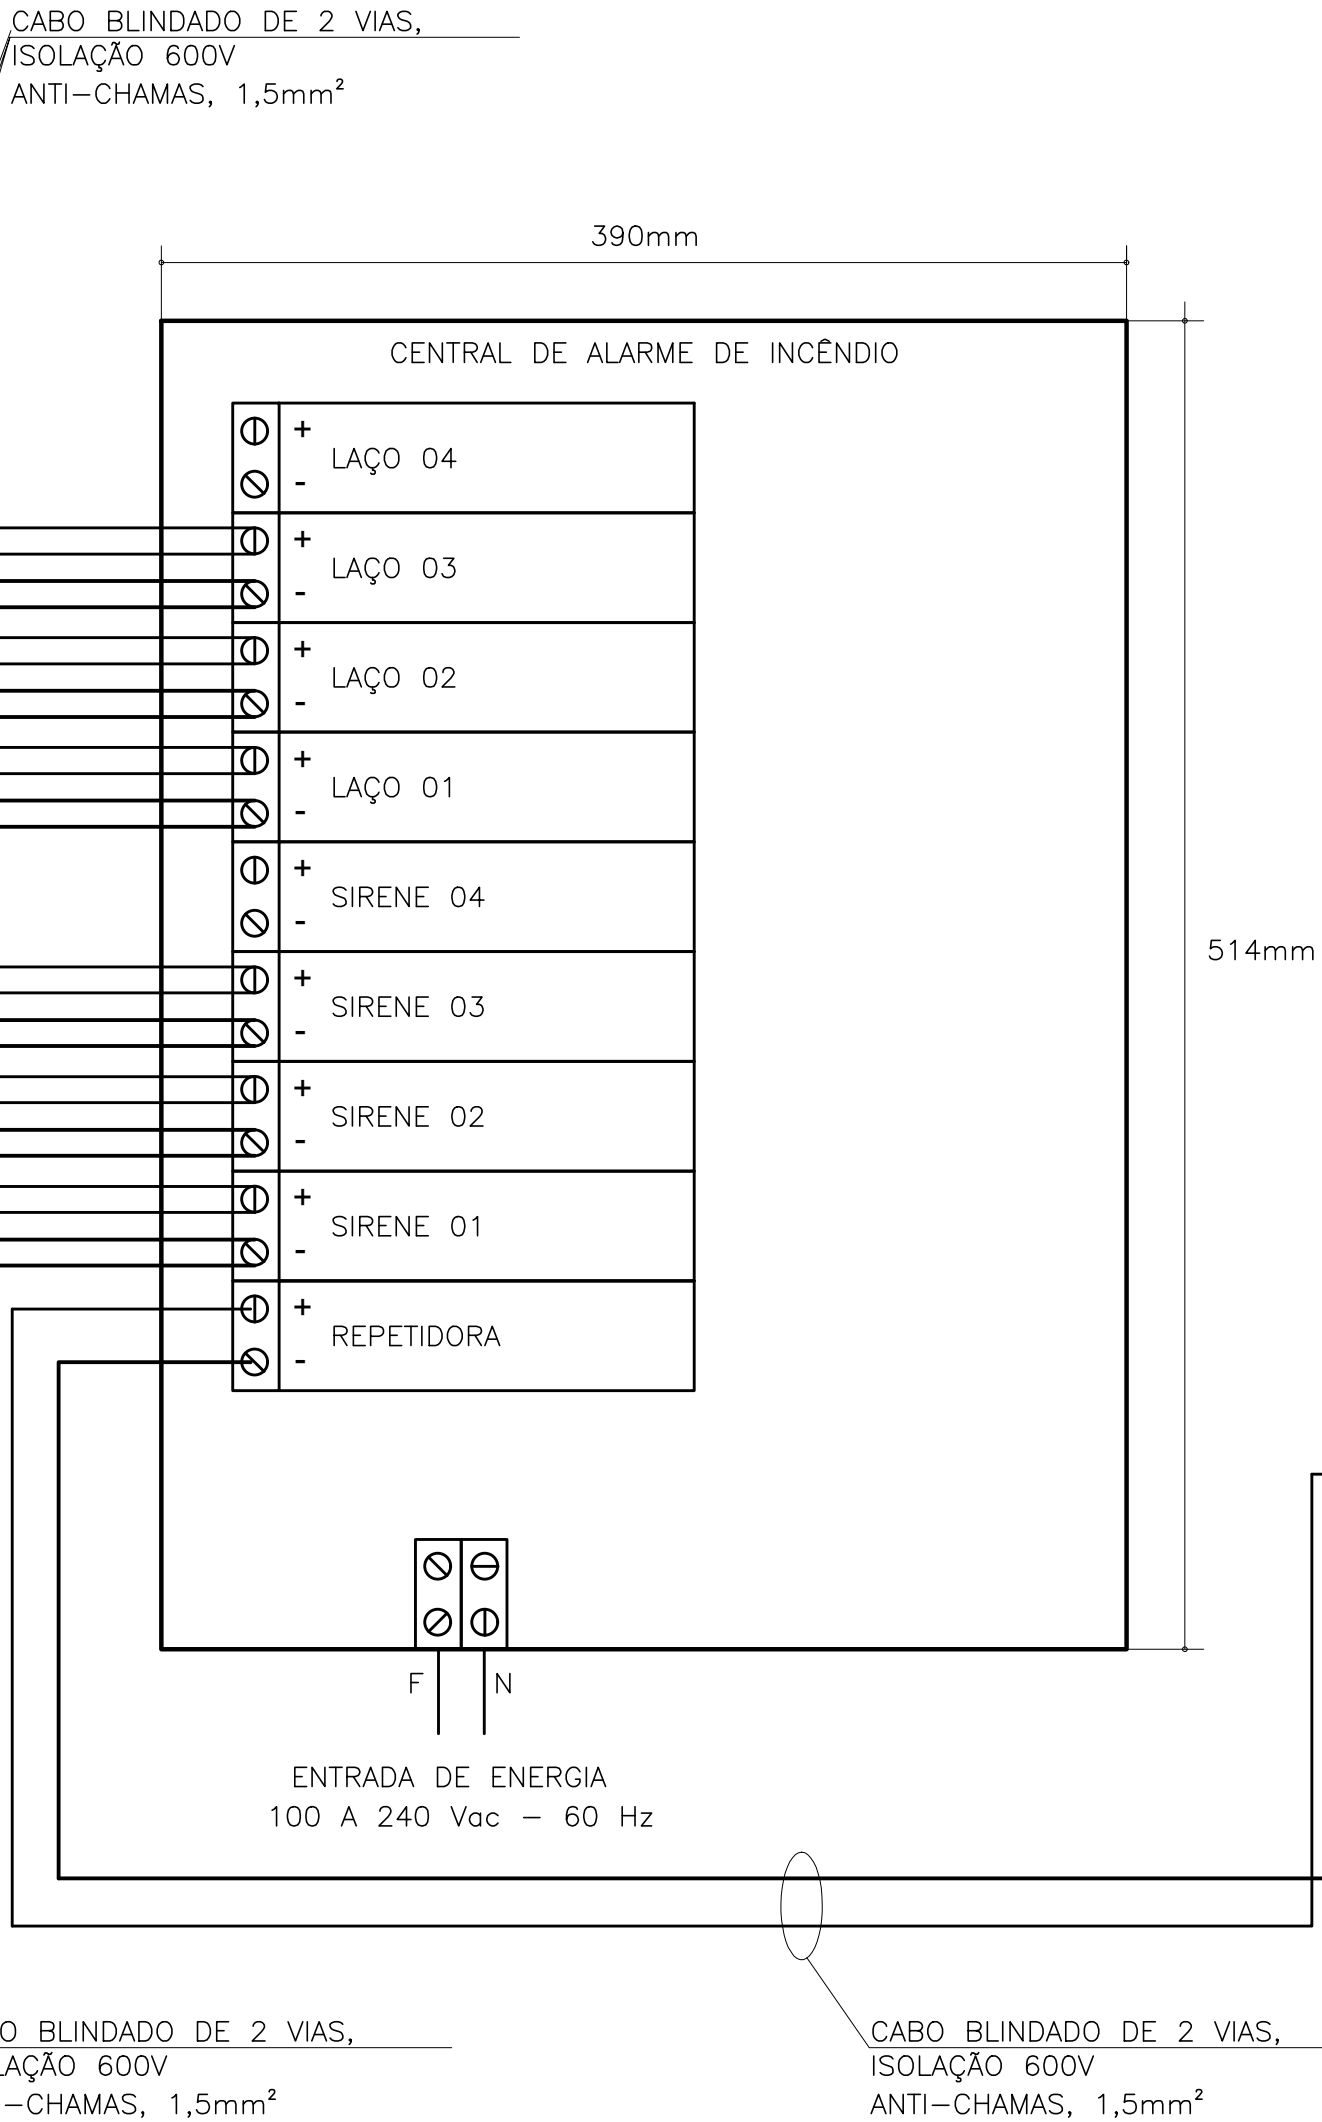 CABO BLINDADO DE 2 VIAS,
ISOLAÇÃO 600V
ANTI-CHAMAS, 1,5mm²
390mm
CENTRAL DE ALARME DE INCÊNDIO
+
LAÇO 04
-
+
LAÇO 03
-
+
LAÇO 02
-
+
LAÇO 01
-
+
SIRENE 04
-
+
SIRENE 03
-
+
SIRENE 02
-
+
SIRENE 01
-
+
REPETIDORA
-
514mm
F N
ENTRADA DE ENERGIA
100 A 240 Vac - 60 Hz
O BLINDADO DE 2 VIAS,
LAÇÃO 600V
-CHAMAS, 1,5mm²
CABO BLINDADO DE 2 VIAS,
ISOLAÇÃO 600V
ANTI-CHAMAS, 1,5mm²